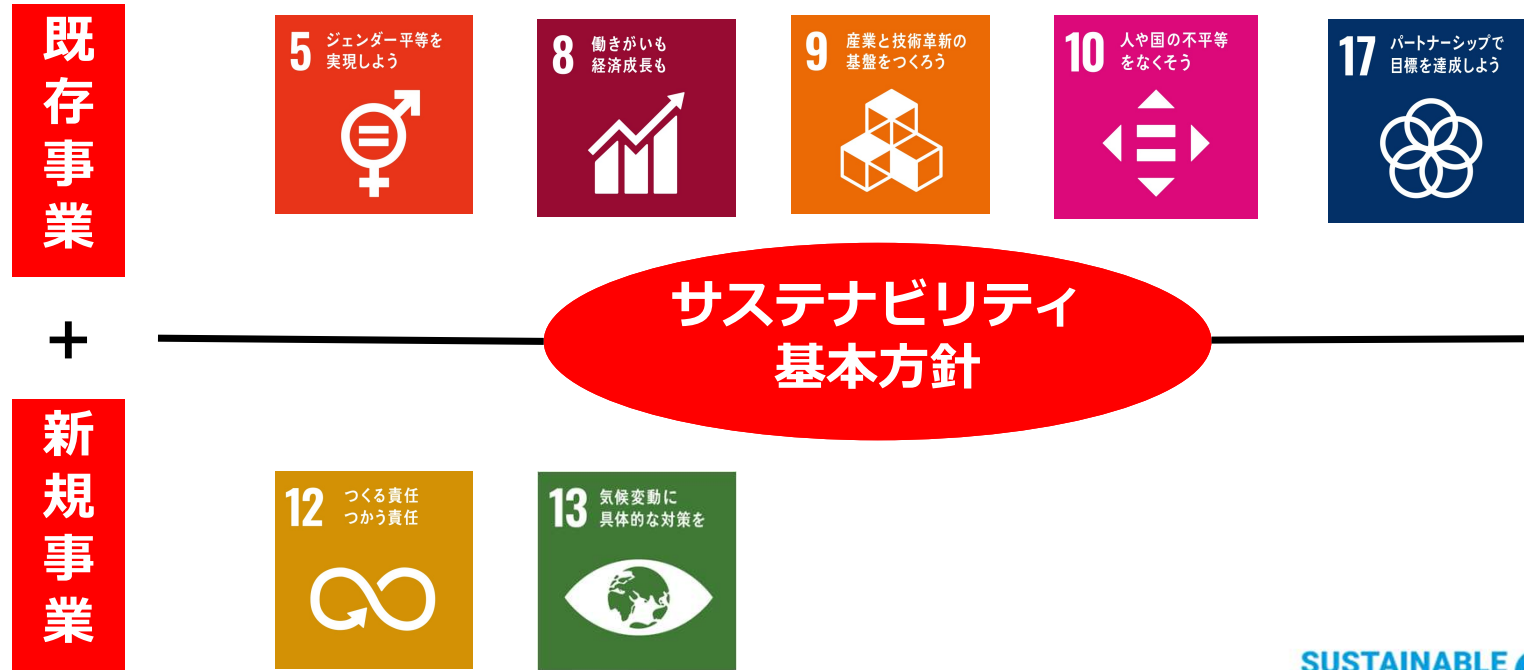 既存事業
5 ジェンダー平等を
実現しよう
8 働きがいも
経済成長も
9 産業と技術革新の
基盤をつくろう
10 人や国の不平等
をなくそう
17 パートナーシップで
目標を達成しよう
+
サステナビリティ
基本方針
新規事業
12 つくる責任
つかう責任
13 気候変動に
具体的な対策を
SUSTAINABLE